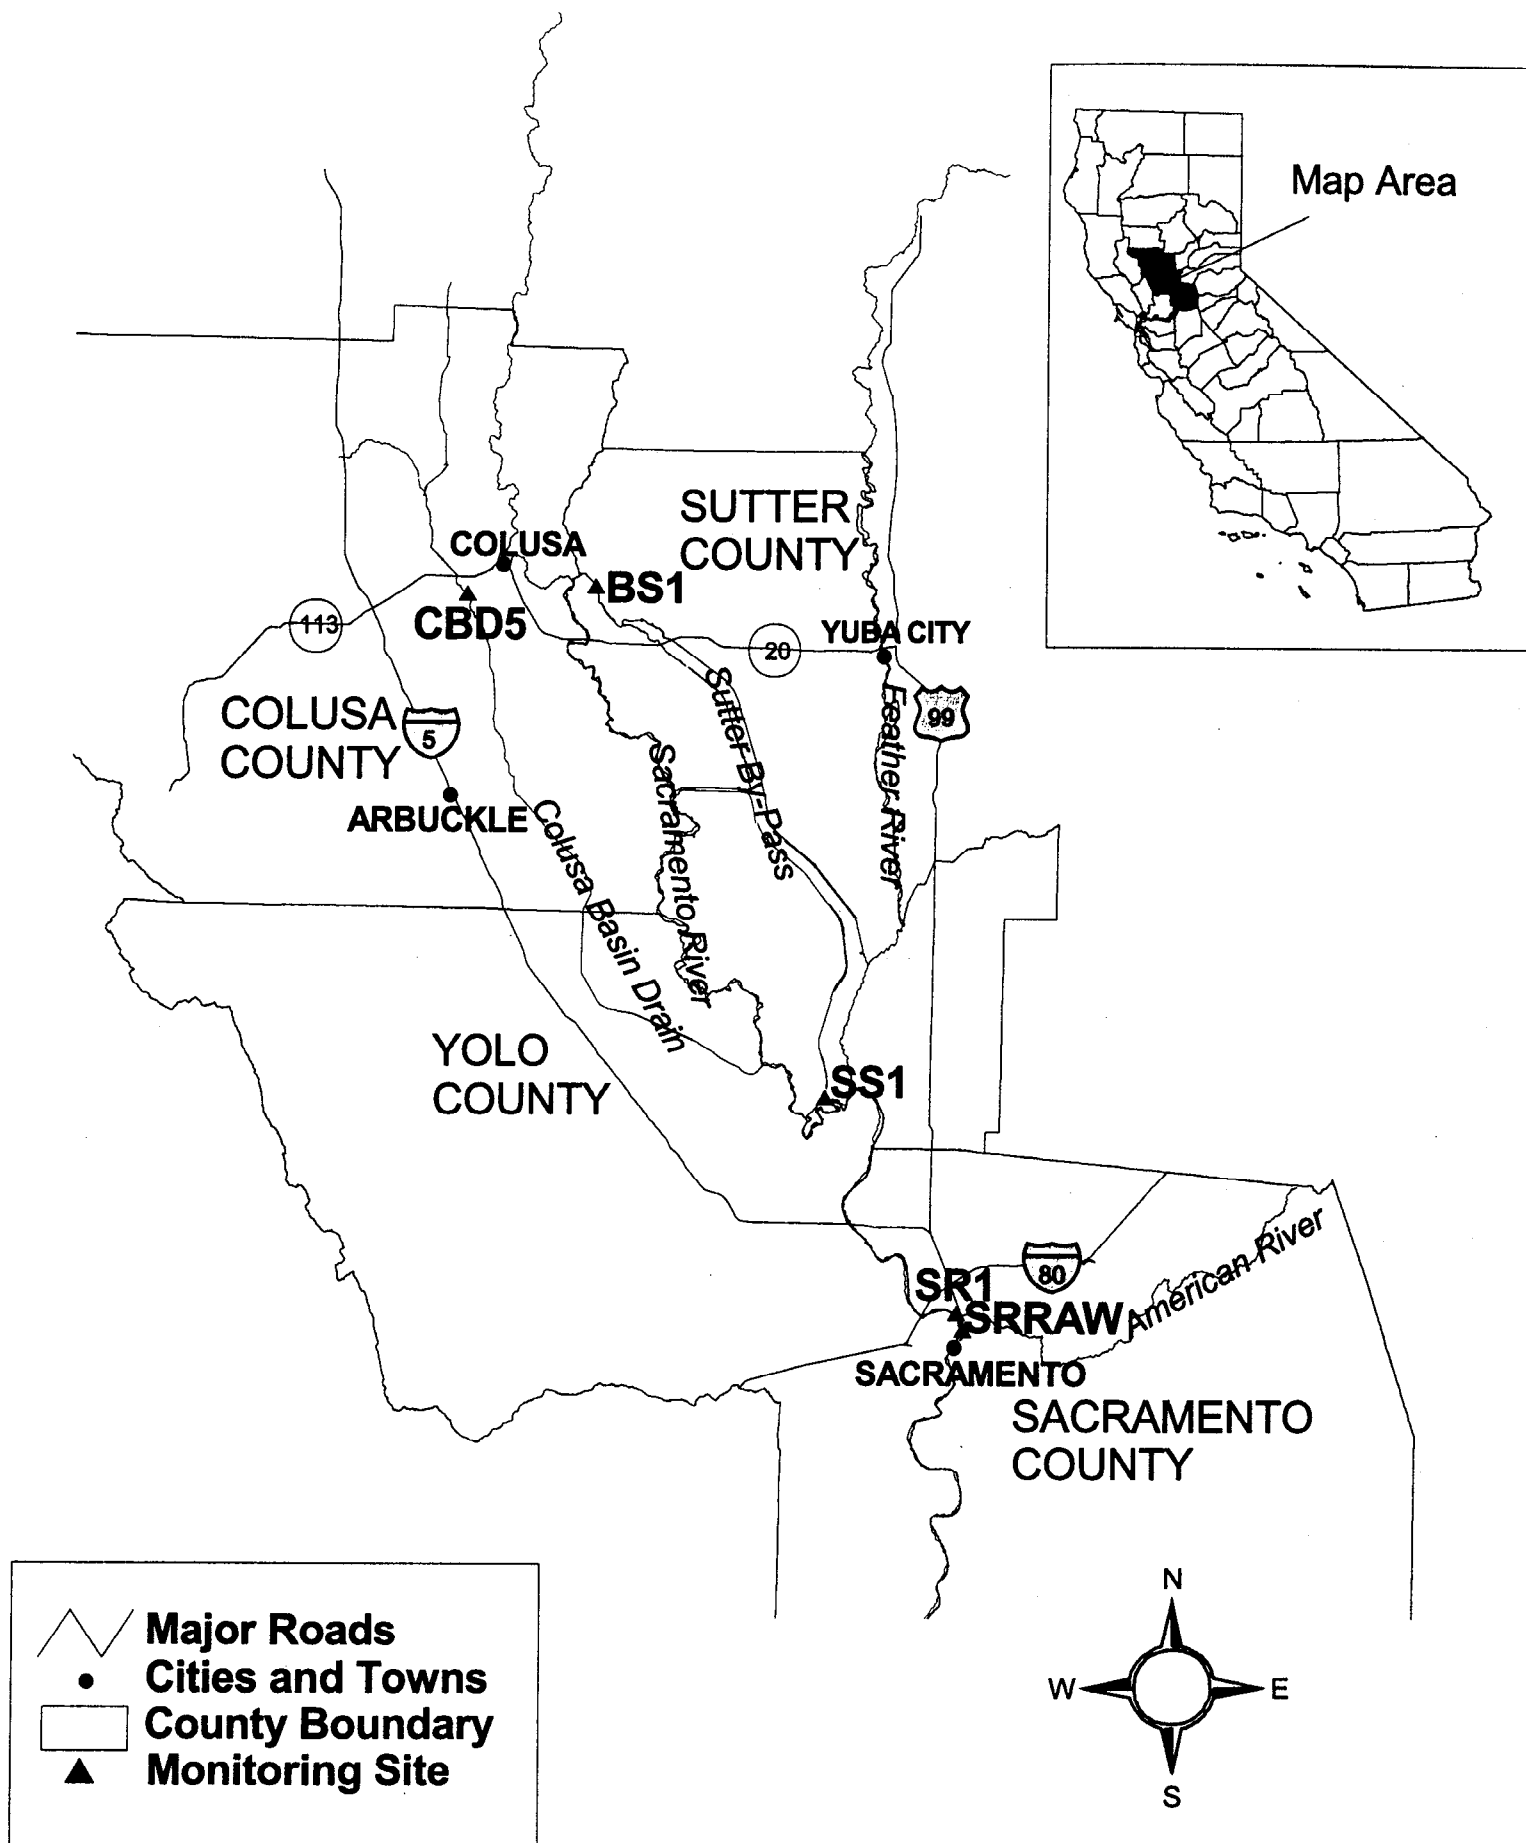 Map Area
SUTTER
COUNTY
COLUSA
BS1
CBD5
113
20
YUBA CITY
COLUSA
COUNTY
5
99
Sutter By-Pass
Feather River
Sacramento River
ARBUCKLE
Colusa Basin Drain
YOLO
COUNTY
SS1
SR1
80
SRRAW
American River
SACRAMENTO
SACRAMENTO
COUNTY
Major Roads
Cities and Towns
County Boundary
Monitoring Site
N
W
E
S